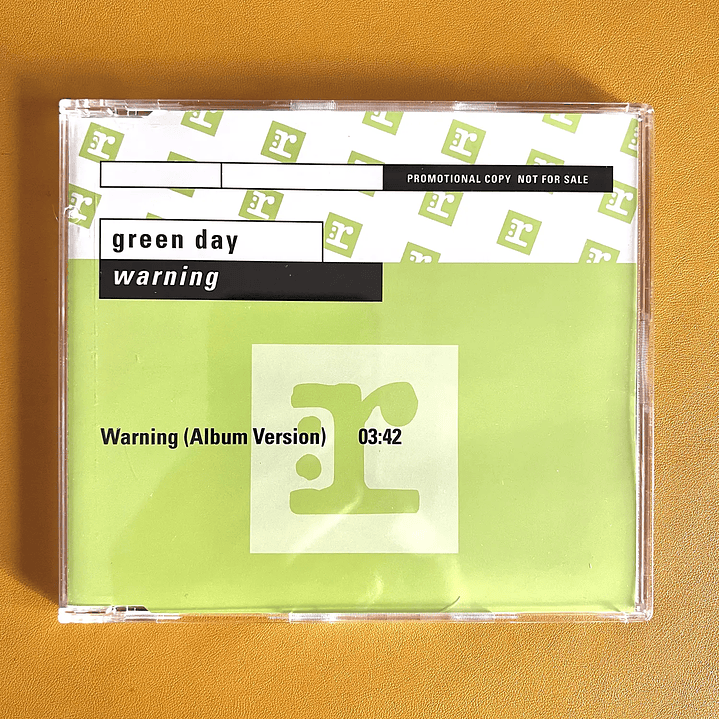 PROMOTIONAL COPY NOT FOR SALE
green day
warning
Warning (Album Version) 03:42
:r